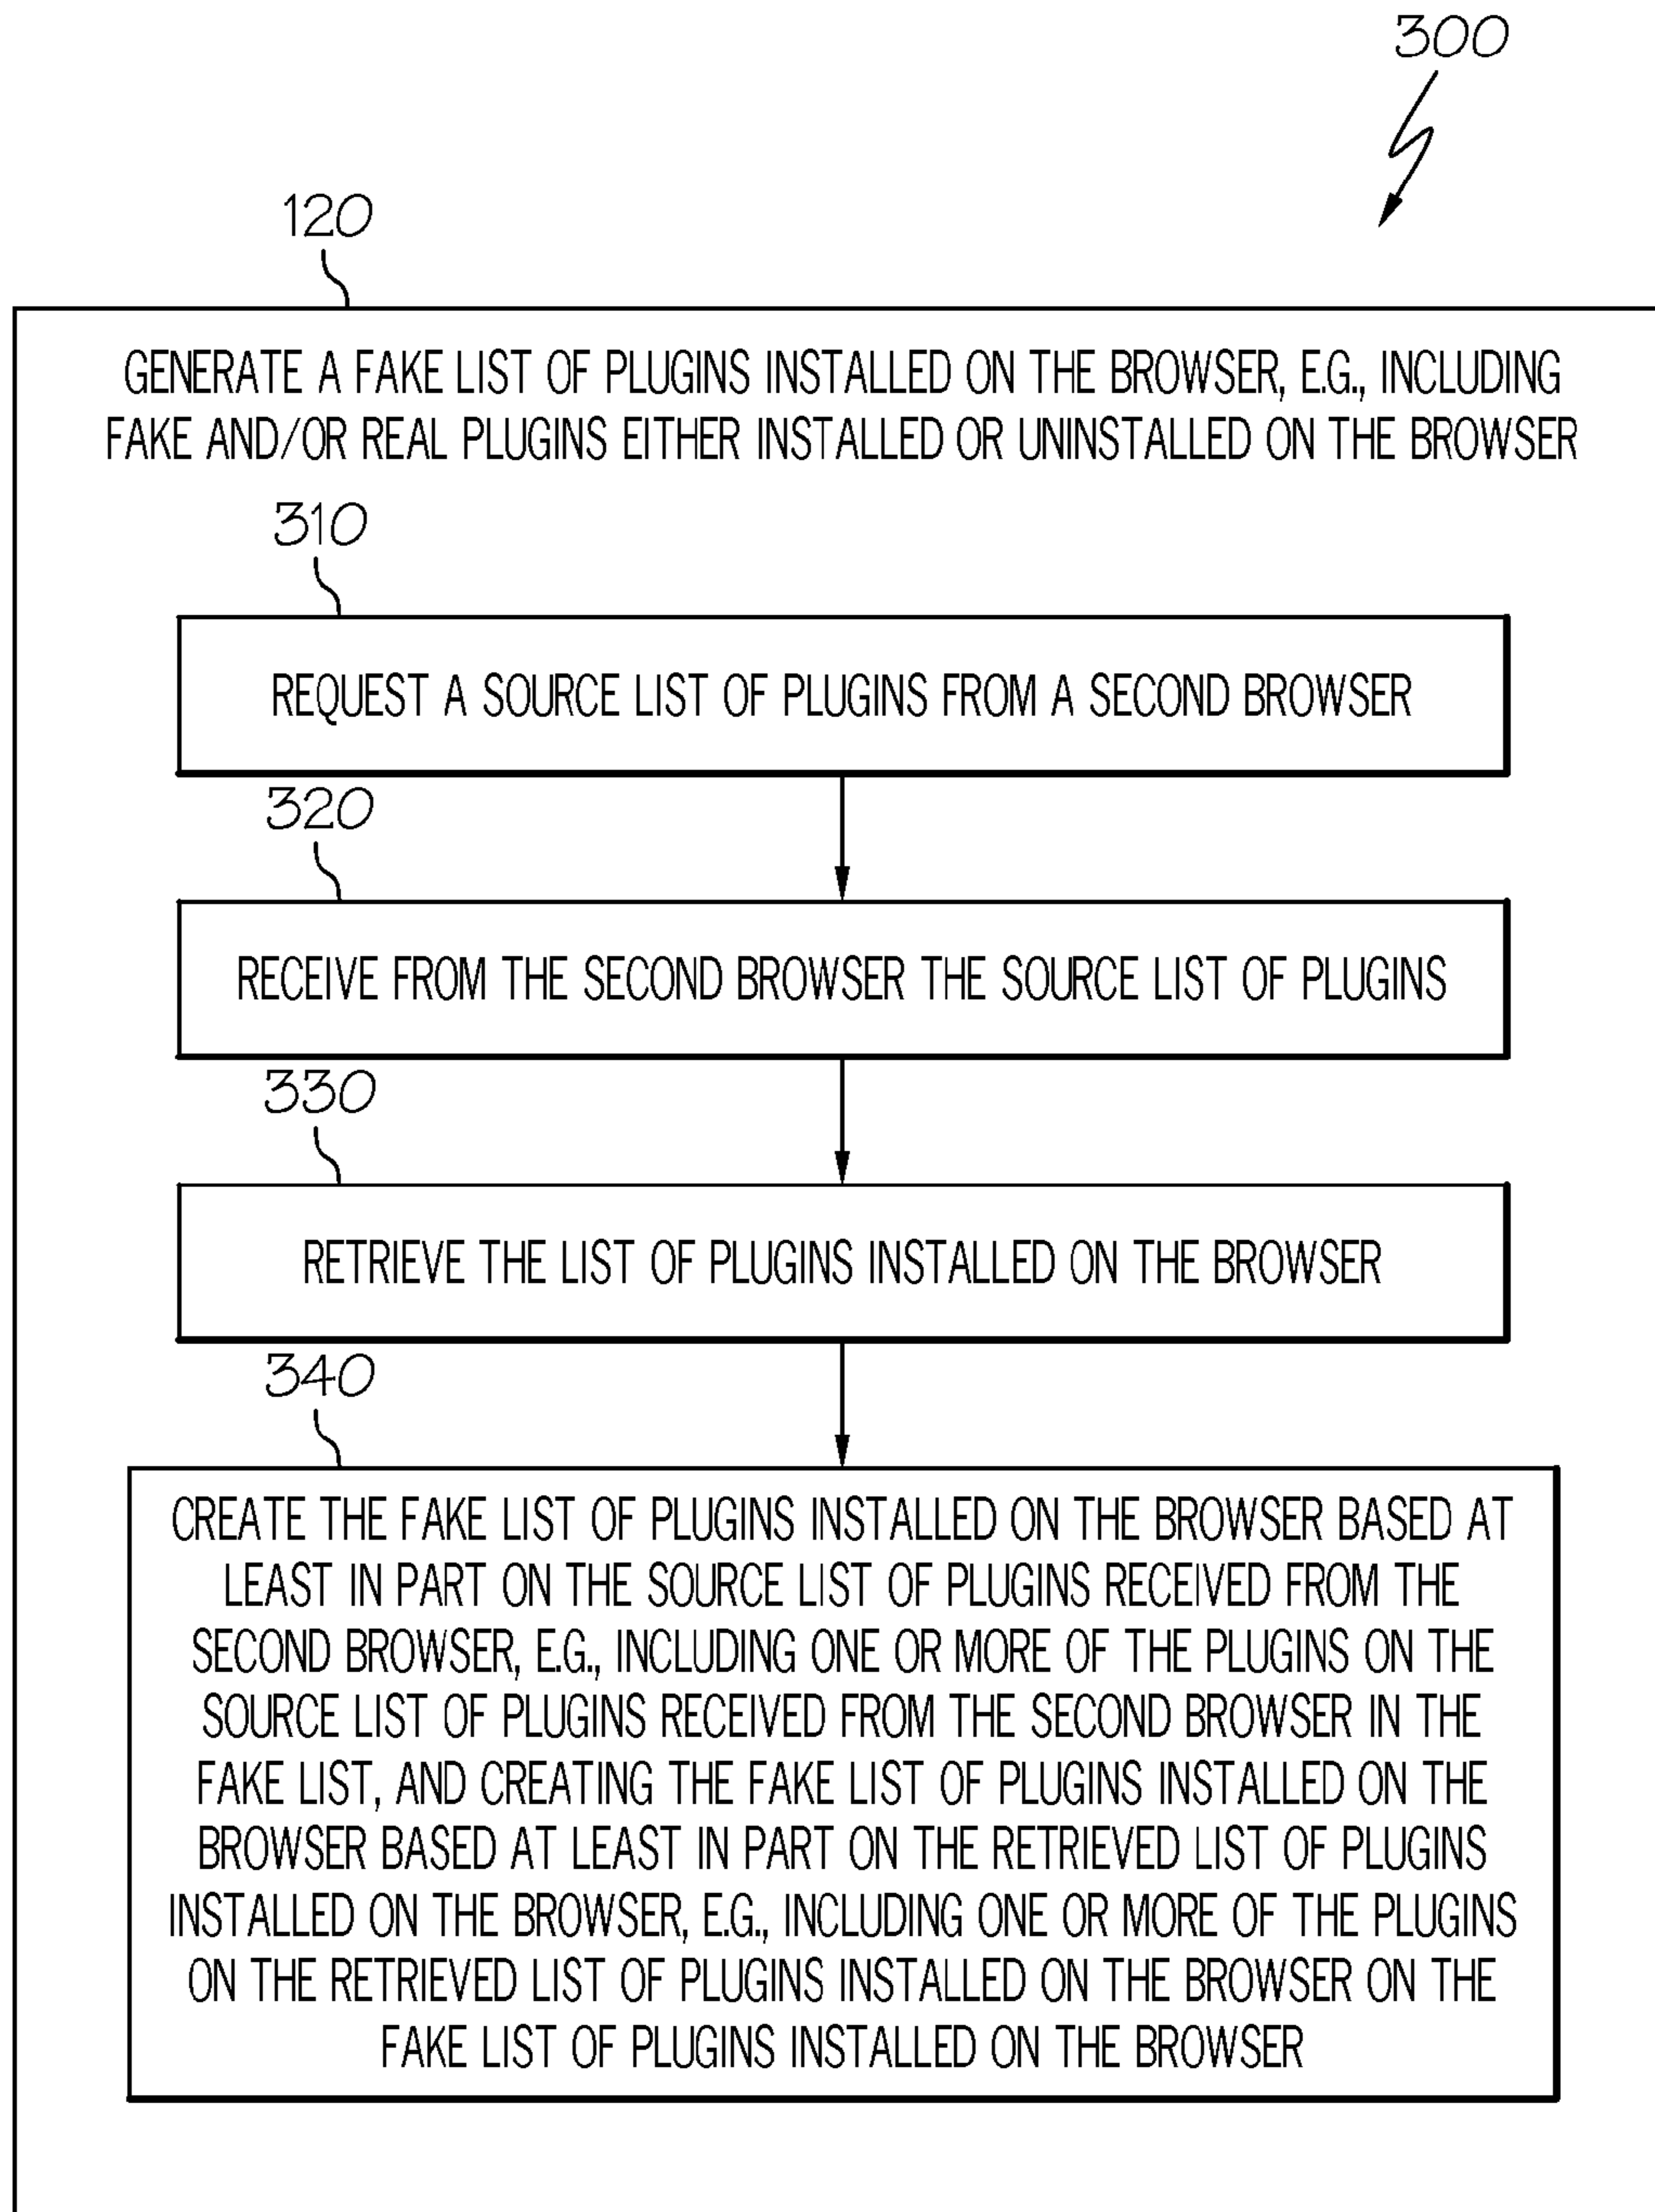 300
120
GENERATE A FAKE LIST OF PLUGINS INSTALLED ON THE BROWSER, E.G., INCLUDING
FAKE AND/OR REAL PLUGINS EITHER INSTALLED OR UNINSTALLED ON THE BROWSER
310
REQUEST A SOURCE LIST OF PLUGINS FROM A SECOND BROWSER
320
RECEIVE FROM THE SECOND BROWSER THE SOURCE LIST OF PLUGINS
330
RETRIEVE THE LIST OF PLUGINS INSTALLED ON THE BROWSER
340
CREATE THE FAKE LIST OF PLUGINS INSTALLED ON THE BROWSER BASED AT
LEAST IN PART ON THE SOURCE LIST OF PLUGINS RECEIVED FROM THE
SECOND BROWSER, E.G., INCLUDING ONE OR MORE OF THE PLUGINS ON THE
SOURCE LIST OF PLUGINS RECEIVED FROM THE SECOND BROWSER IN THE
FAKE LIST, AND CREATING THE FAKE LIST OF PLUGINS INSTALLED ON THE
BROWSER BASED AT LEAST IN PART ON THE RETRIEVED LIST OF PLUGINS
INSTALLED ON THE BROWSER, E.G., INCLUDING ONE OR MORE OF THE PLUGINS
ON THE RETRIEVED LIST OF PLUGINS INSTALLED ON THE BROWSER ON THE
FAKE LIST OF PLUGINS INSTALLED ON THE BROWSER